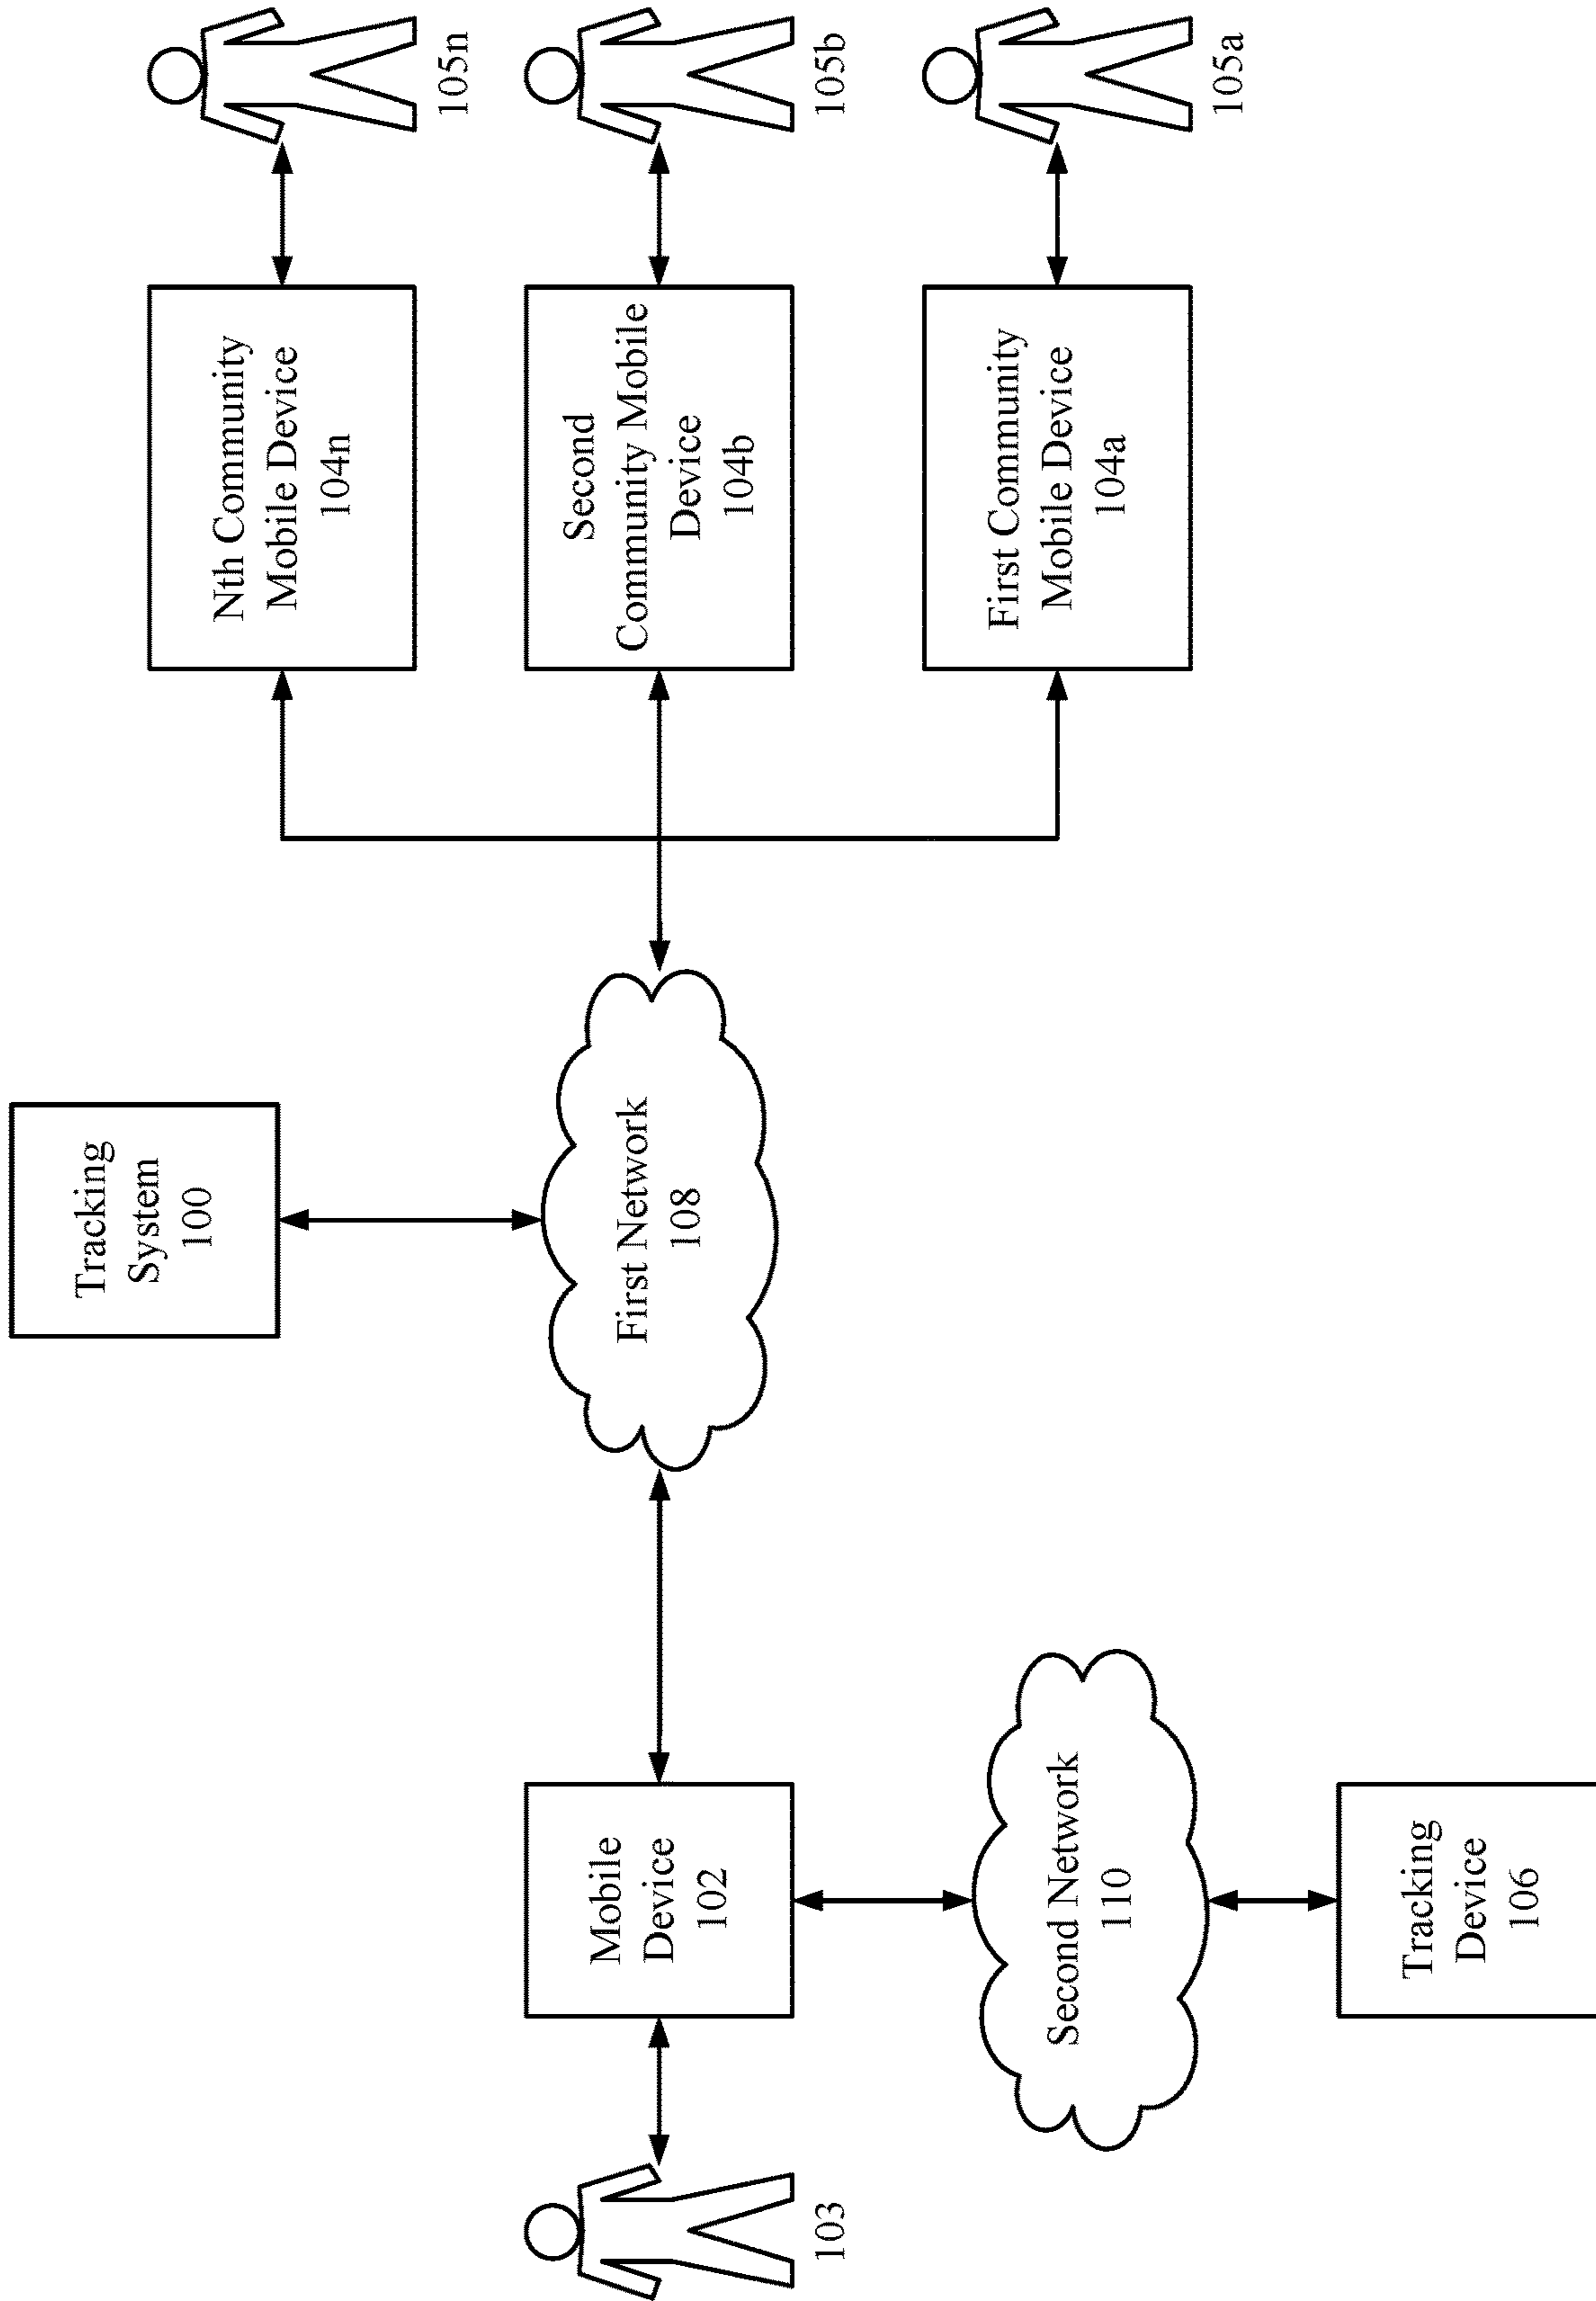 Tracking
System
100
Nth Community
Mobile Device
104n
105n
103
Mobile
Device
102
First Network
108
Second
Community Mobile
Device
104b
105b
Second Network
110
First Community
Mobile Device
104a
105a
Tracking
Device
106